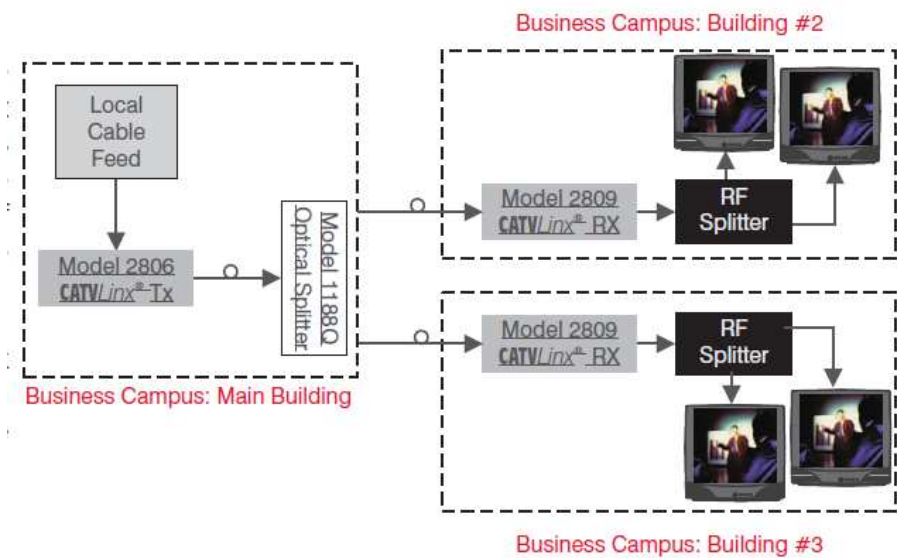 Business Campus: Building #2
Local
Cable
Feed
Model 2806
CATVLinx® Tx
Model 1188Q
Optical Splitter
Model 2809
CATVLinx® RX
RF
Splitter
Business Campus: Main Building
Model 2809
CATVLinx® RX
RF
Splitter
Business Campus: Building #3